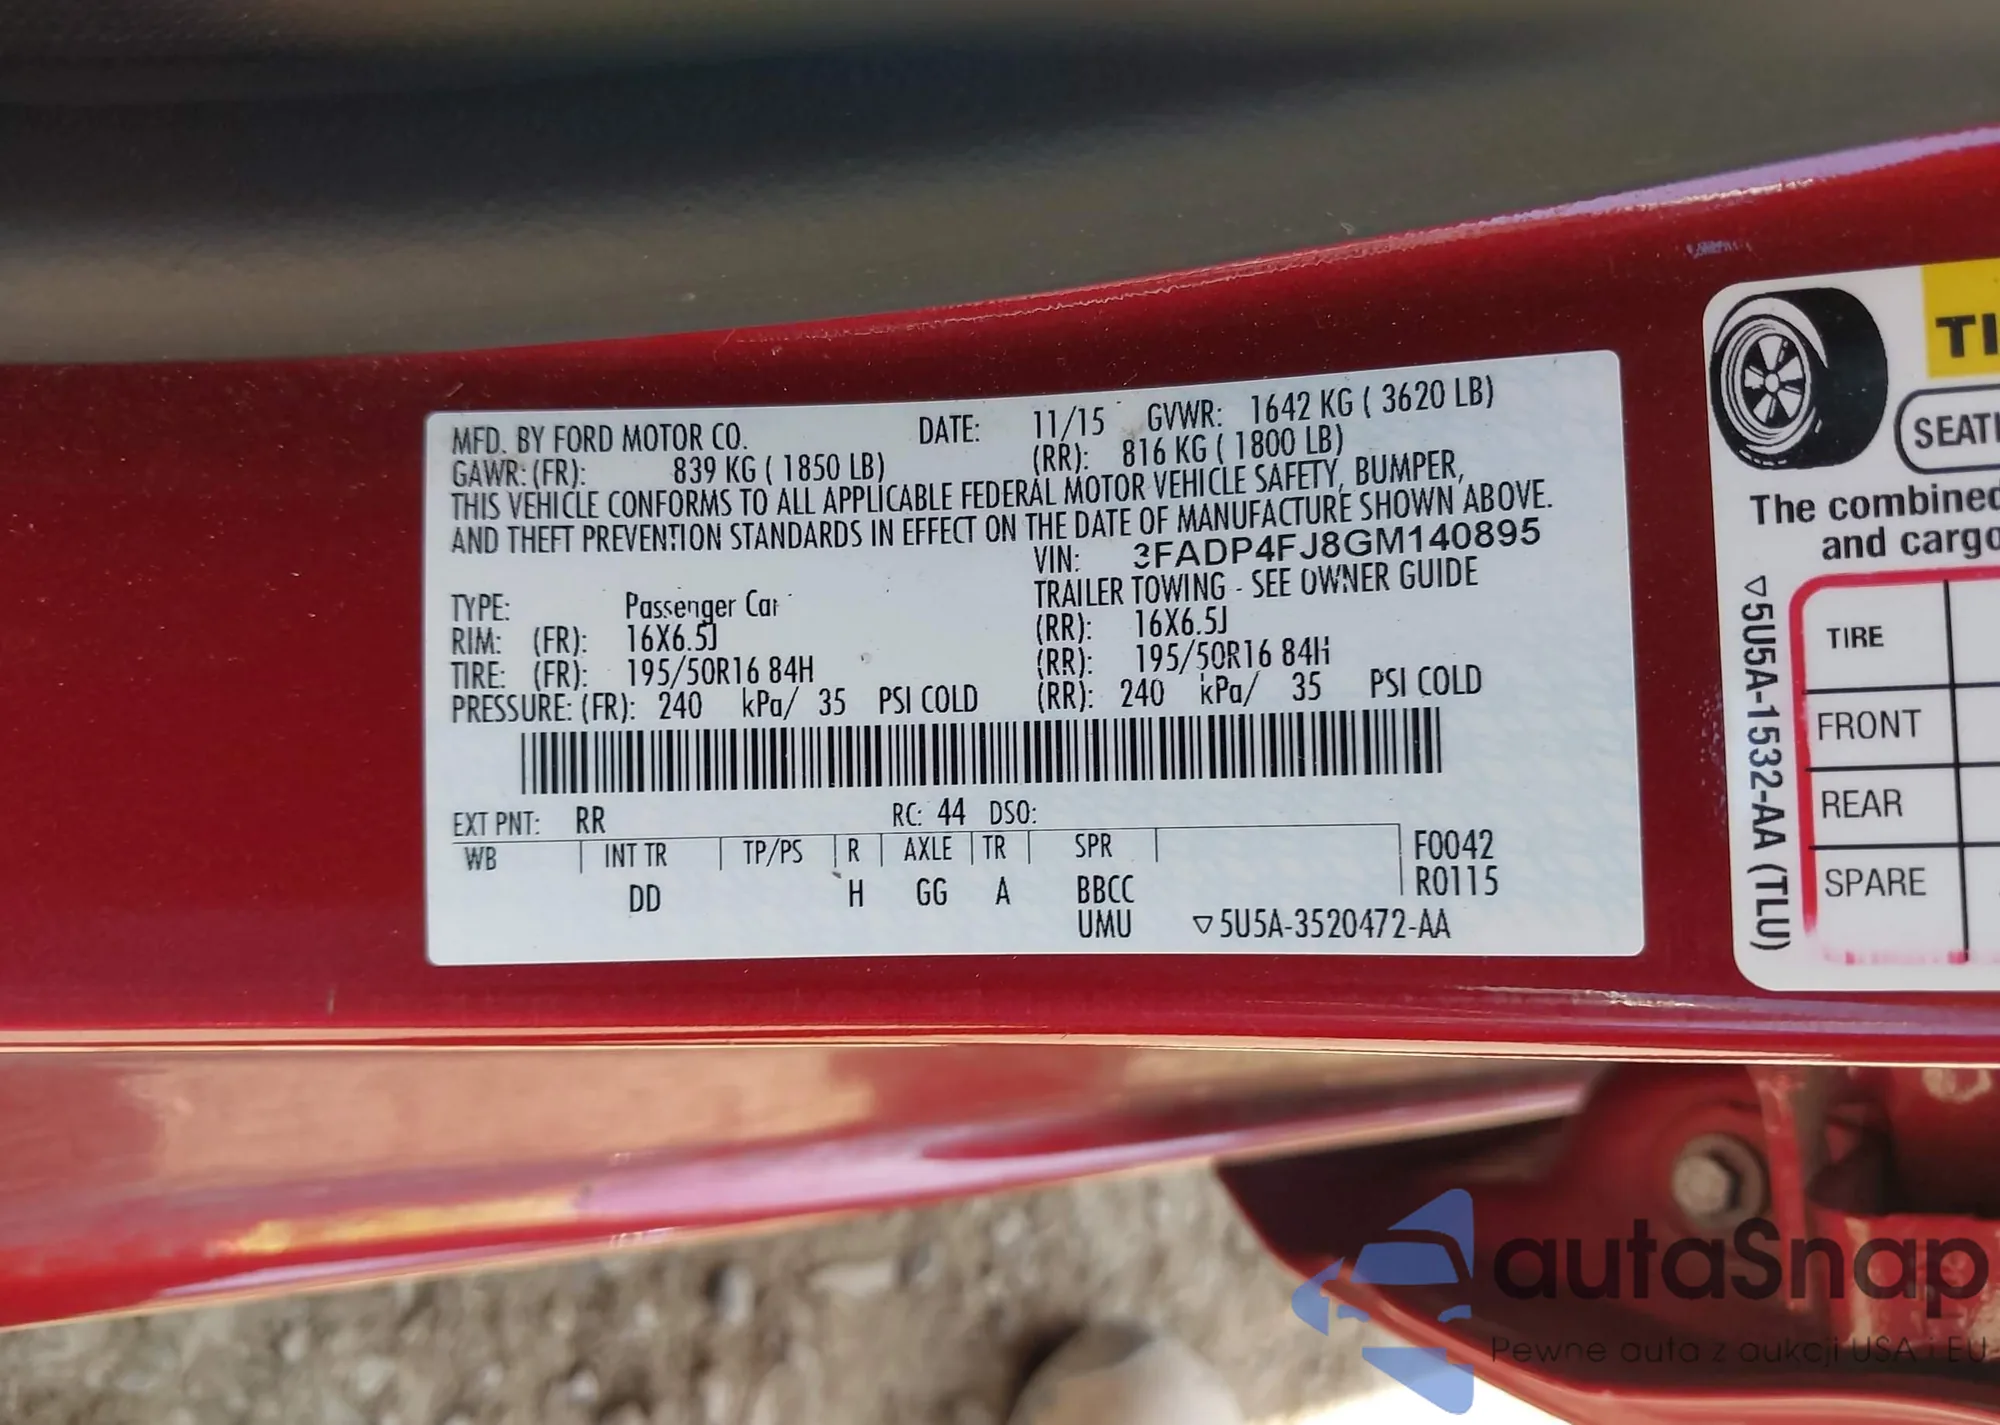 MFD. BY FORD MOTOR CO. DATE: 11/15 GVWR: 1642 KG ( 3620 LB)
GAWR: (FR): 839 KG ( 1850 LB) (RR): 816 KG ( 1800 LB)
THIS VEHICLE CONFORMS TO ALL APPLICABLE FEDERAL MOTOR VEHICLE SAFETY, BUMPER,
AND THEFT PREVENTION STANDARDS IN EFFECT ON THE DATE OF MANUFACTURE SHOWN ABOVE.
VIN: 3FADP4FJ8GM140895
TYPE: Passenger Car TRAILER TOWING - SEE OWNER GUIDE
RIM: (FR): 16X6.5J (RR): 16X6.5J
TIRE: (FR): 195/50R16 84H (RR): 195/50R16 84H
PRESSURE: (FR): 240 kPa/ 35 PSI COLD (RR): 240 kPa/ 35 PSI COLD
EXT PNT: RR RC: 44 DSO:
WB INT TR TP/PS R AXLE TR SPR F0042
DD H GG A BBCC R0115
UMU ▽5U5A-3520472-AA
TI
SEATI
The combined
and cargo
▽5U5A-1532-AA (TLU)
TIRE
FRONT
REAR
SPARE
autaSnap
Pewne auta z aukcji USA i EU